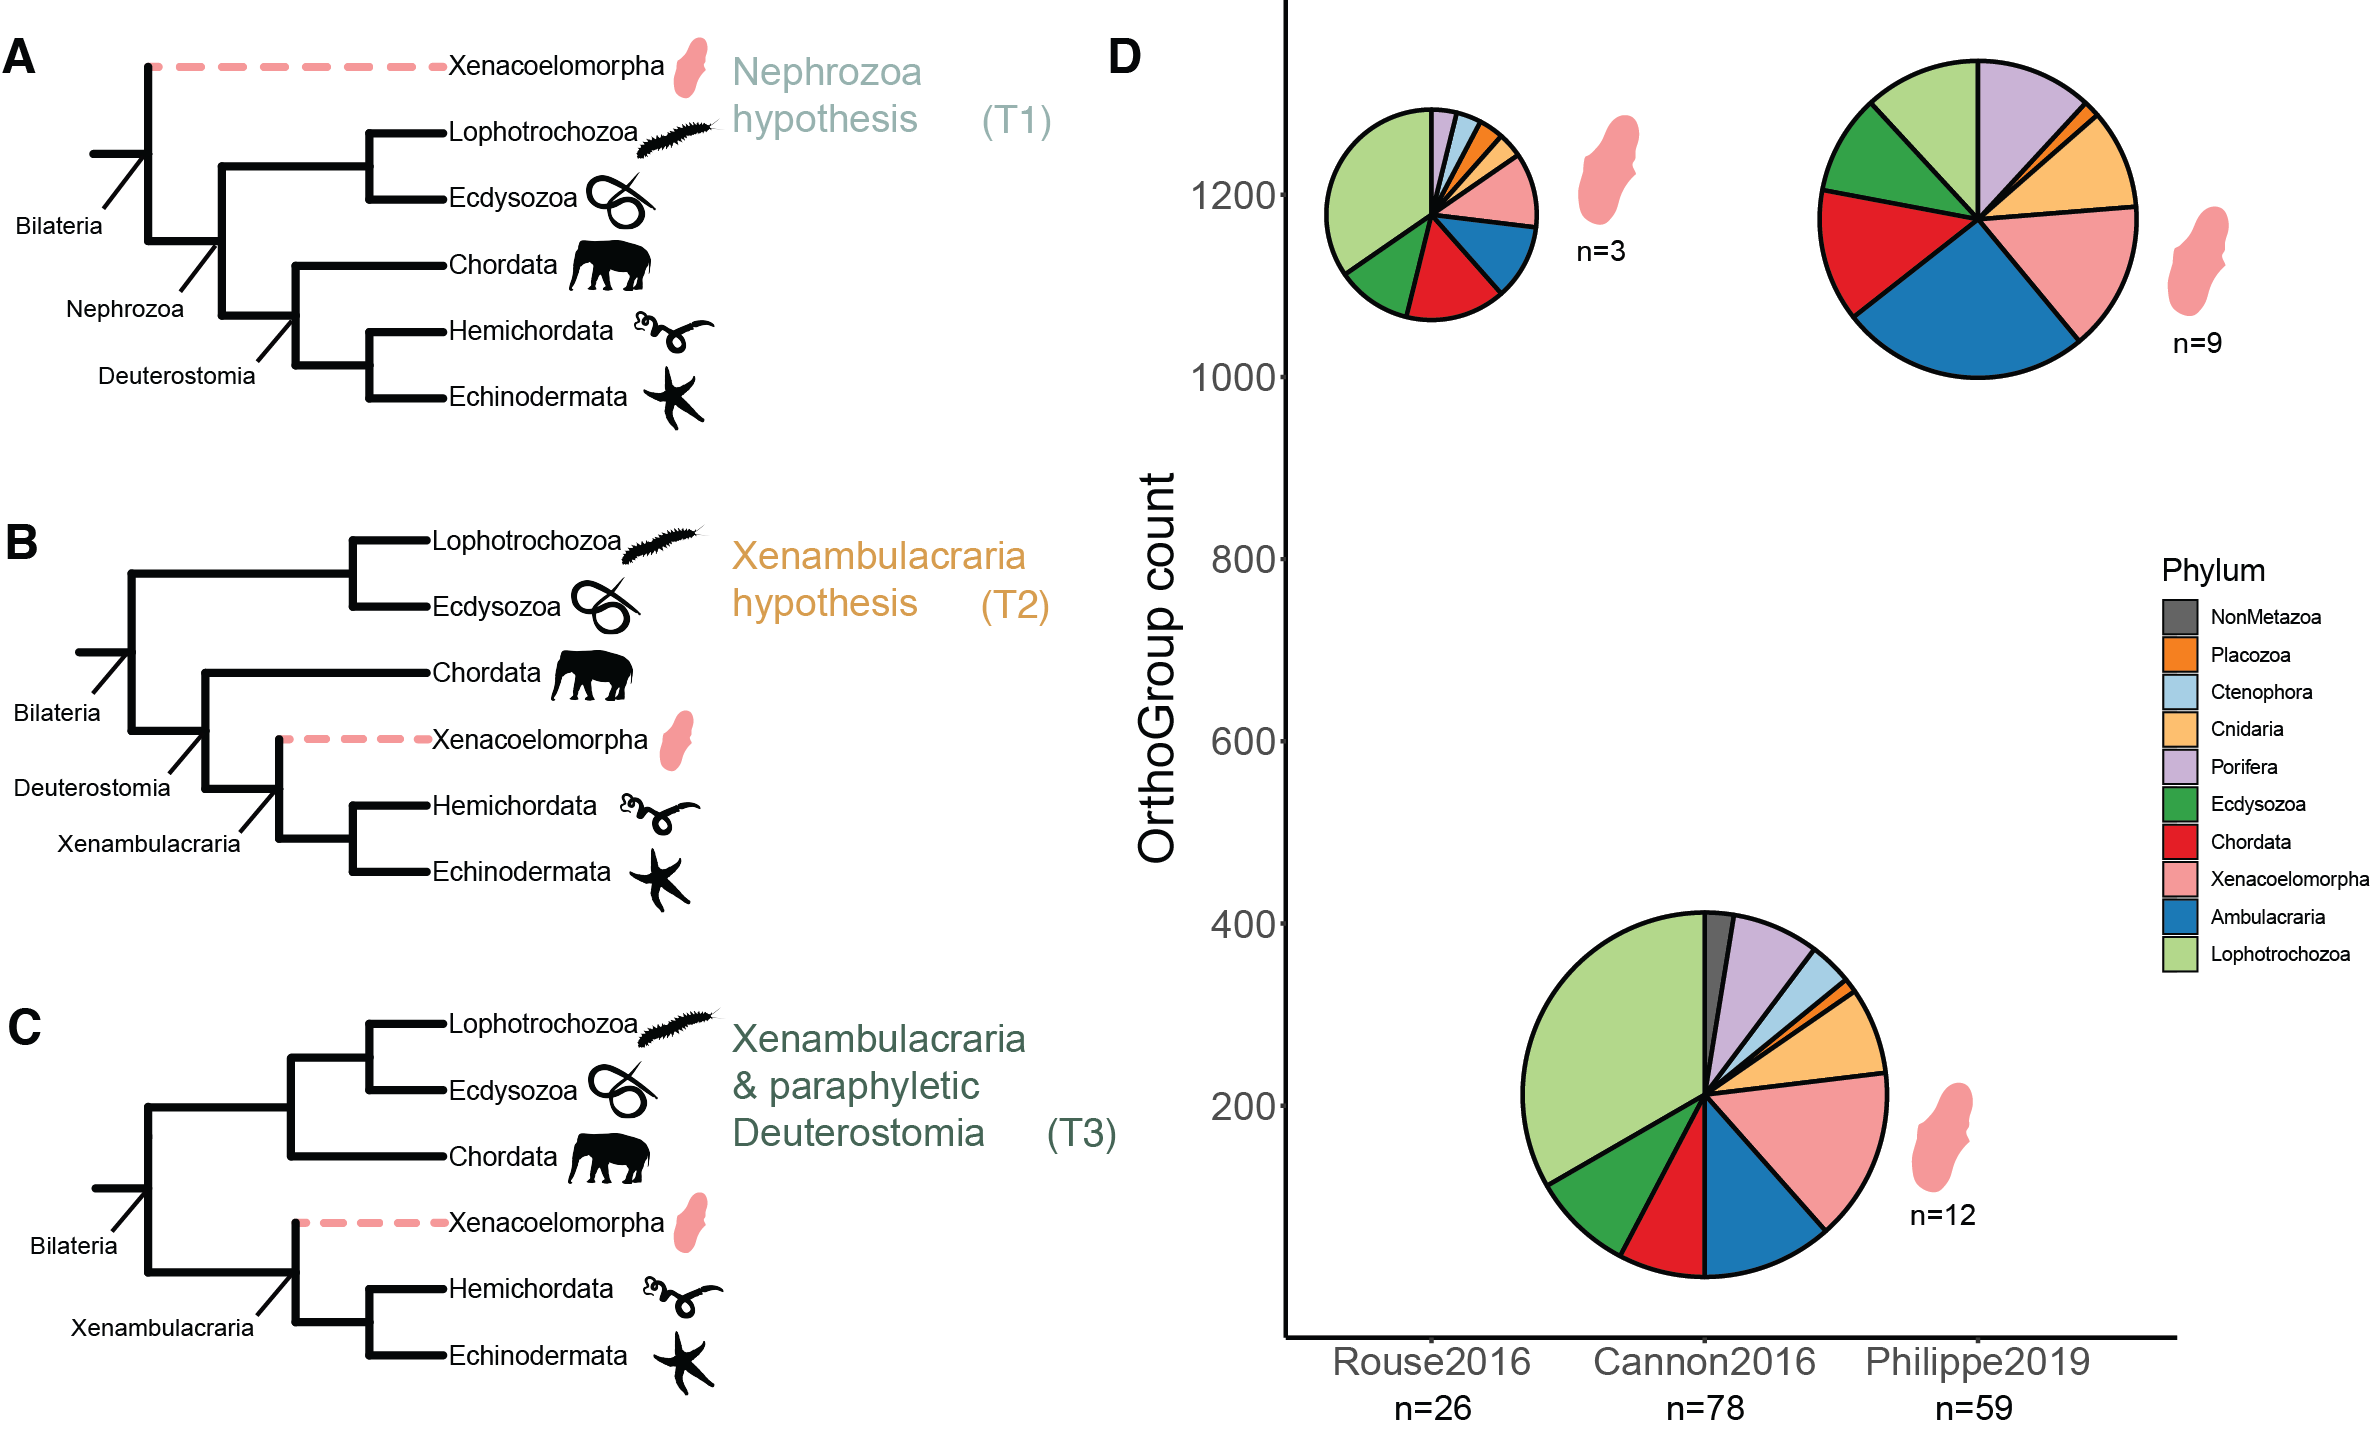 A
Xenacoelomorpha
Nephrozoa
hypothesis (T1)
Lophotrochozoa
Ecdysozoa
Bilateria
Chordata
Nephrozoa
Hemichordata
Deuterostomia
Echinodermata
B
Lophotrochozoa
Xenambulacraria
hypothesis (T2)
Ecdysozoa
Chordata
Bilateria
Xenacoelomorpha
Deuterostomia
Hemichordata
Xenambulacraria
Echinodermata
C
Lophotrochozoa
Xenambulacraria
& paraphyletic
Deuterostomia (T3)
Ecdysozoa
Chordata
Xenacoelomorpha
Bilateria
Hemichordata
Xenambulacraria
Echinodermata
D
OrthoGroup count
1200
1000
800
600
400
200
n=3
n=9
n=12
Phylum
NonMetazoa
Placozoa
Ctenophora
Cnidaria
Porifera
Ecdysozoa
Chordata
Xenacoelomorpha
Ambulacraria
Lophotrochozoa
Rouse2016 Cannon2016 Philippe2019
n=26 n=78 n=59